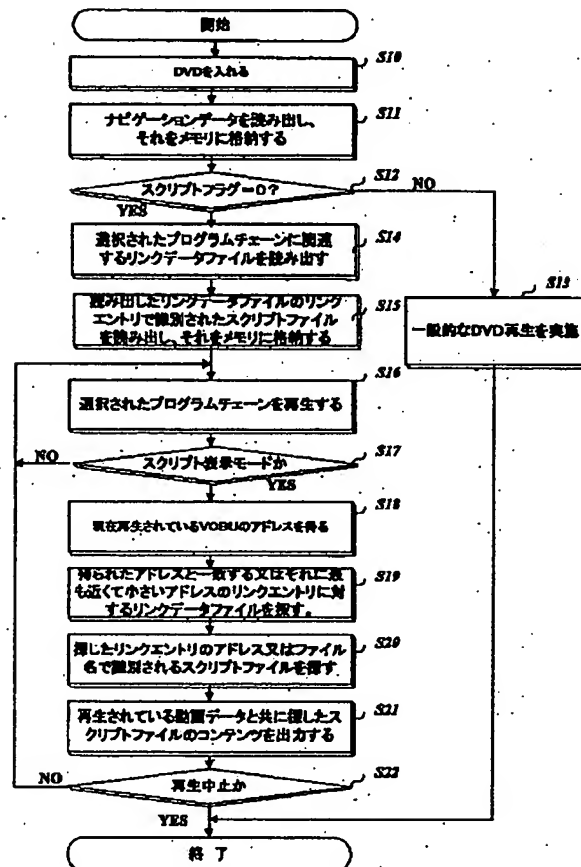 開始
S10
DVDを入れる
S11
ナビゲーションデータを読み出し、
それをメモリに格納する
S12
スクリプトフラグ=0?
NO
YES
S14
選択されたプログラムチェーンに関連
するリンクデータファイルを読み出す
S13
一般的なDVD再生を実施
S15
読み出したリンクデータファイルのリンク
エントリで識別されたスクリプトファイル
を読み出し、それをメモリに格納する
S16
選択されたプログラムチェーンを再生する
S17
NO
スクリプト表示モードか
YES
S18
現在再生されているVOBUのアドレスを得る
S19
得られたアドレスと一致する又はそれに最
も近くて小さいアドレスのリンクエントリに対
するリンクデータファイルを探す。
S20
探したリンクエントリのアドレス又はファイル
名で識別されるスクリプトファイルを探す
S21
再生されている動画データと共に探したス
クリプトファイルのコンテンツを出力する
S22
NO
再生中止か
YES
終了